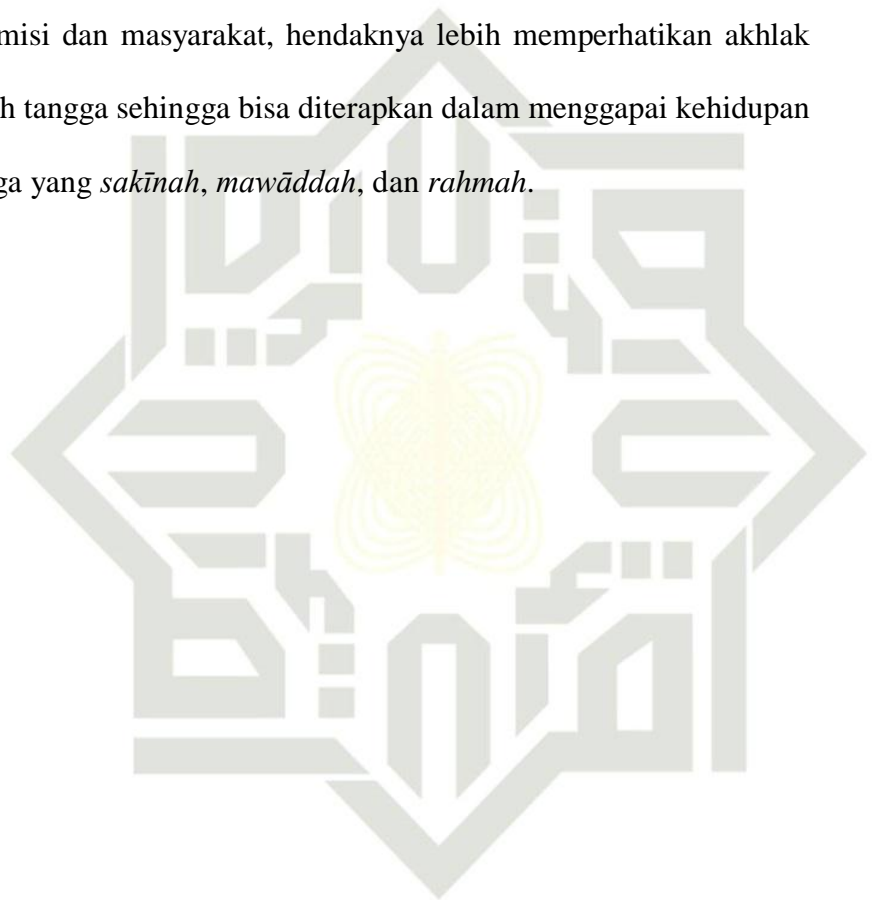 misi dan masyarakat, hendaknya lebih memperhatikan akhlak
h tangga sehingga bisa diterapkan dalam menggapai kehidupan
ga yang sakīnah, mawāddah, dan rahmah.